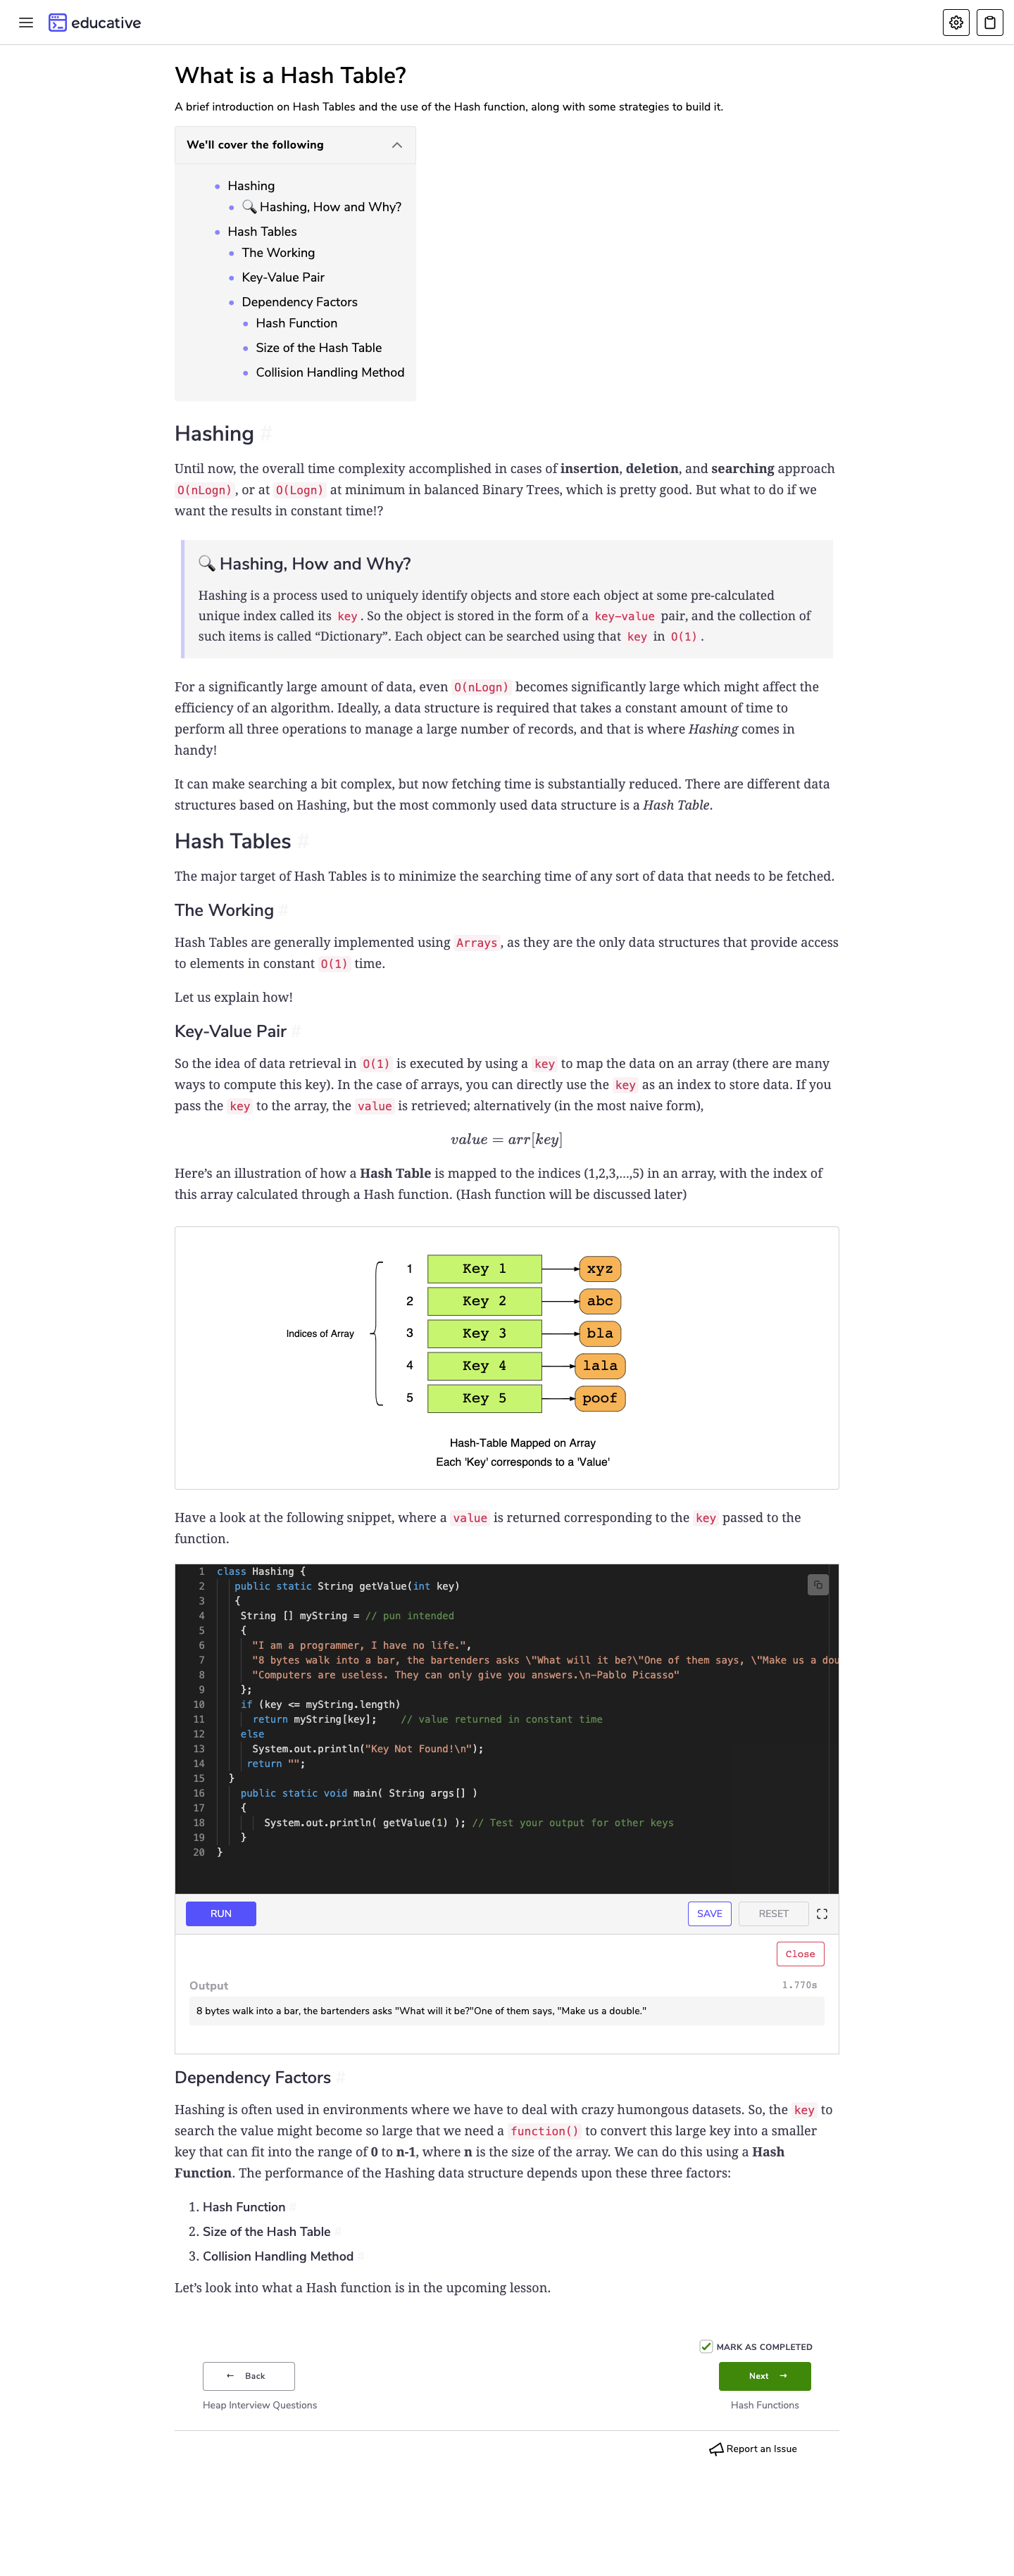 educative
What is a Hash Table?
A brief introduction on Hash Tables and the use of the Hash function, along with some strategies to build it.
We'll cover the following
Hashing
🔍 Hashing, How and Why?
Hash Tables
The Working
Key-Value Pair
Dependency Factors
Hash Function
Size of the Hash Table
Collision Handling Method
Hashing #
Until now, the overall time complexity accomplished in cases of insertion, deletion, and searching approach
O(nLogn), or at O(Logn) at minimum in balanced Binary Trees, which is pretty good. But what to do if we
want the results in constant time!?
🔍 Hashing, How and Why?
Hashing is a process used to uniquely identify objects and store each object at some pre-calculated
unique index called its key. So the object is stored in the form of a key-value pair, and the collection of
such items is called “Dictionary”. Each object can be searched using that key in O(1).
For a significantly large amount of data, even O(nLogn) becomes significantly large which might affect the
efficiency of an algorithm. Ideally, a data structure is required that takes a constant amount of time to
perform all three operations to manage a large number of records, and that is where Hashing comes in
handy!
It can make searching a bit complex, but now fetching time is substantially reduced. There are different data
structures based on Hashing, but the most commonly used data structure is a Hash Table.
Hash Tables #
The major target of Hash Tables is to minimize the searching time of any sort of data that needs to be fetched.
The Working #
Hash Tables are generally implemented using Arrays, as they are the only data structures that provide access
to elements in constant O(1) time.
Let us explain how!
Key-Value Pair #
So the idea of data retrieval in O(1) is executed by using a key to map the data on an array (there are many
ways to compute this key). In the case of arrays, you can directly use the key as an index to store data. If you
pass the key to the array, the value is retrieved; alternatively (in the most naive form),
value = arr[key]
Here’s an illustration of how a Hash Table is mapped to the indices (1,2,3,...,5) in an array, with the index of
this array calculated through a Hash function. (Hash function will be discussed later)
1 Key 1 xyz
2 Key 2 abc
Indices of Array 3 Key 3 bla
4 Key 4 lala
5 Key 5 poof
Hash-Table Mapped on Array
Each 'Key' corresponds to a 'Value'
Have a look at the following snippet, where a value is returned corresponding to the key passed to the
function.
1 class Hashing {
2 public static String getValue(int key)
3 {
4 String [] myString = // pun intended
5 {
6 "I am a programmer, I have no life.",
7 "8 bytes walk into a bar, the bartenders asks \"What will it be?\"One of them says, \"Make us a dou
8 "Computers are useless. They can only give you answers.\n-Pablo Picasso"
9 };
10 if (key <= myString.length)
11 return myString[key]; // value returned in constant time
12 else
13 System.out.println("Key Not Found!\n");
14 return "";
15 }
16 public static void main( String args[] )
17 {
18 System.out.println( getValue(1) ); // Test your output for other keys
19 }
20 }
RUN SAVE RESET
Close
Output 1.770s
8 bytes walk into a bar, the bartenders asks "What will it be?"One of them says, "Make us a double."
Dependency Factors #
Hashing is often used in environments where we have to deal with crazy humongous datasets. So, the key to
search the value might become so large that we need a function() to convert this large key into a smaller
key that can fit into the range of 0 to n-1, where n is the size of the array. We can do this using a Hash
Function. The performance of the Hashing data structure depends upon these three factors:
1. Hash Function #
2. Size of the Hash Table #
3. Collision Handling Method #
Let’s look into what a Hash function is in the upcoming lesson.
MARK AS COMPLETED
← Back Next →
Heap Interview Questions Hash Functions
Report an Issue